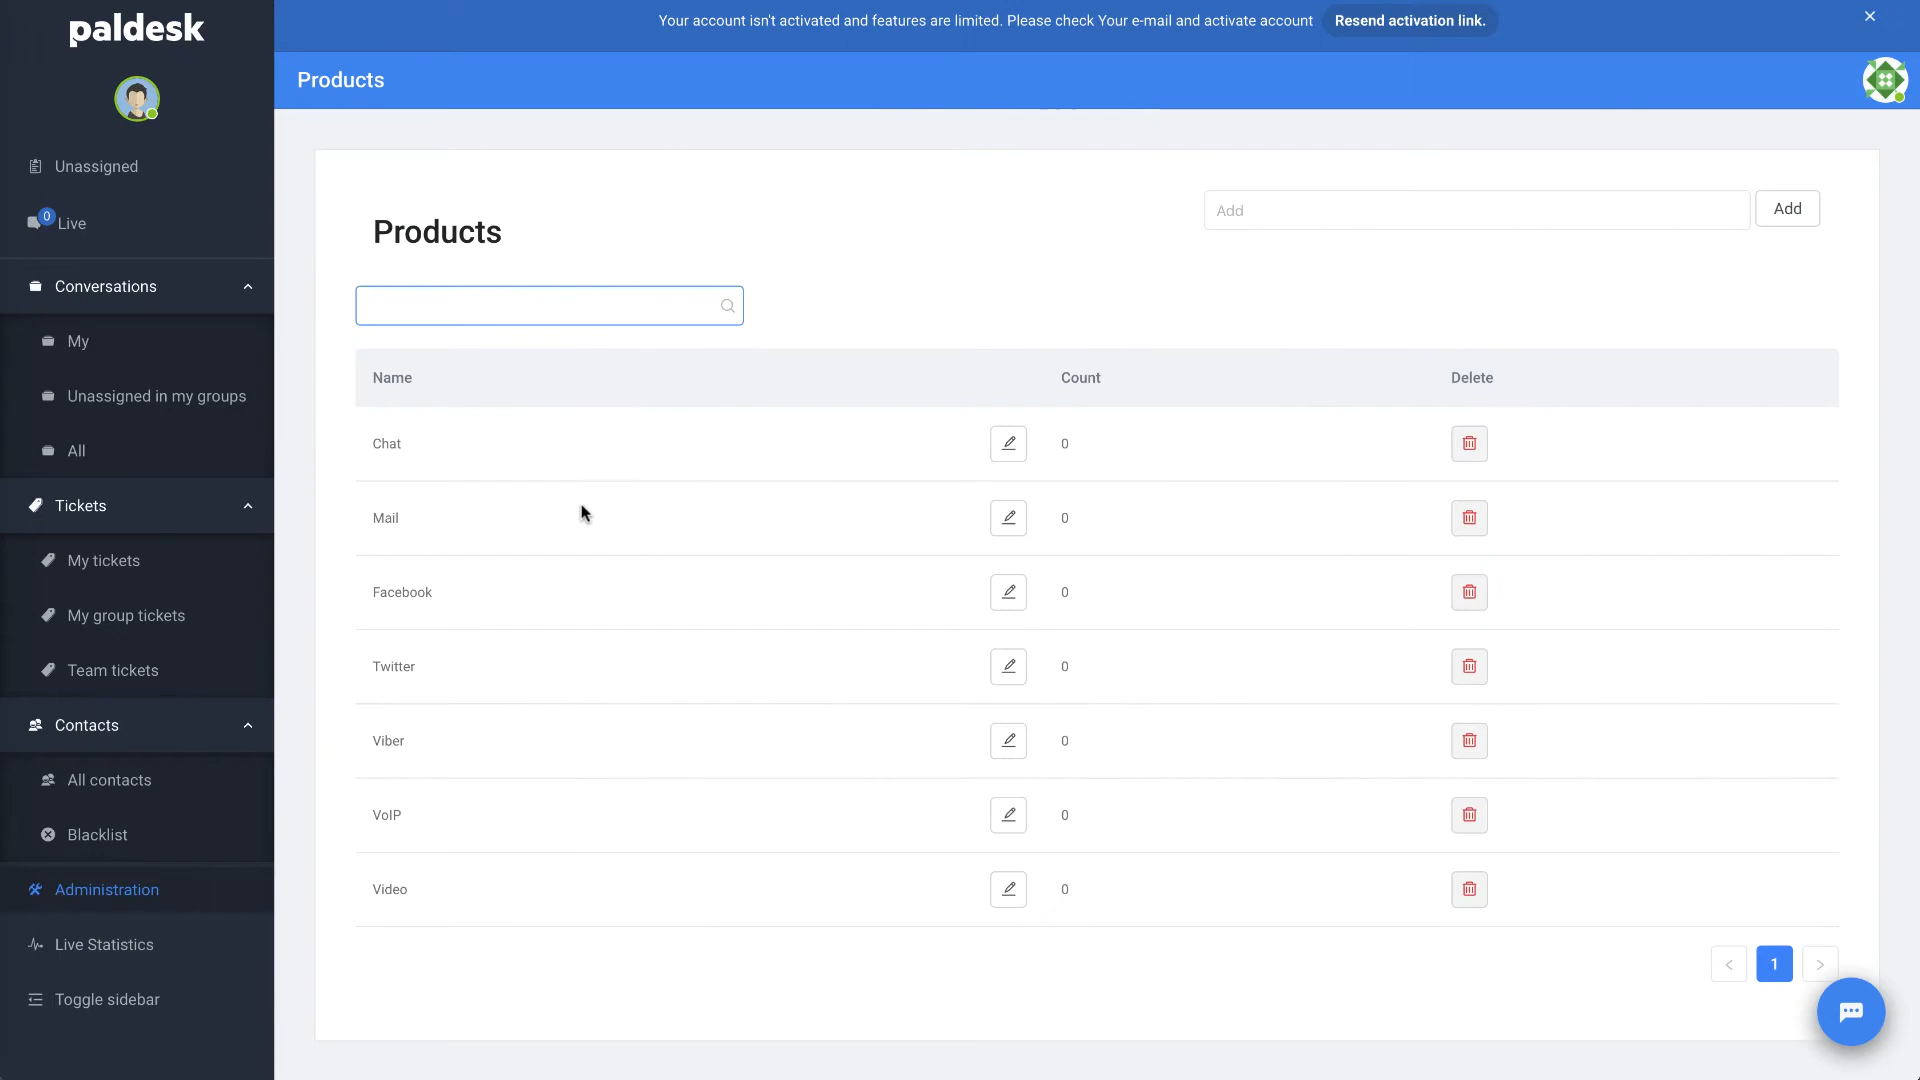 paldesk
Your account isn't activated and features are limited. Please check Your e-mail and activate account
Resend activation link.
Products
Unassigned
0
Live
Conversations
My
Unassigned in my groups
All
Tickets
My tickets
My group tickets
Team tickets
Contacts
All contacts
Blacklist
Administration
Live Statistics
Toggle sidebar
Products
Add
Add
Name Count Delete
Chat 0
Mail 0
Facebook 0
Twitter 0
Viber 0
VoIP 0
Video 0
< 1 >